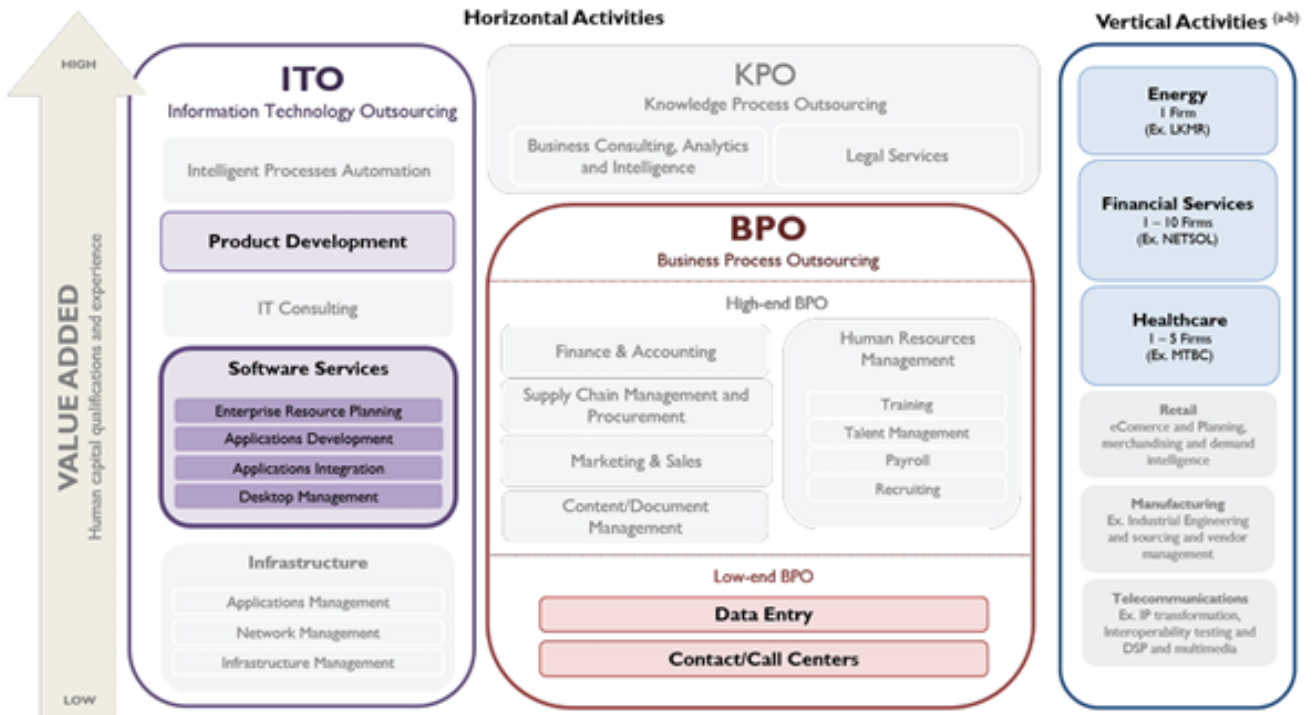 Horizontal Activities
Vertical Activities (a-b)
HIGH
VALUE ADDED
Human capital qualifications and experience
LOW
ITO
Information Technology Outsourcing
Intelligent Processes Automation
Product Development
IT Consulting
Software Services
Enterprise Resource Planning
Applications Development
Applications Integration
Desktop Management
Infrastructure
Applications Management
Network Management
Infrastructure Management
KPO
Knowledge Process Outsourcing
Business Consulting, Analytics
and Intelligence
Legal Services
BPO
Business Process Outsourcing
High-end BPO
Finance & Accounting
Supply Chain Management and
Procurement
Marketing & Sales
Content/Document
Management
Human Resources
Management
Training
Talent Management
Payroll
Recruiting
Low-end BPO
Data Entry
Contact/Call Centers
Energy
1 Firm
(Ex. LKMR)
Financial Services
1 – 10 Firms
(Ex. NETSOL)
Healthcare
1 – 5 Firms
(Ex. MTBC)
Retail
eComerce and Planning,
merchandising and demand
intelligence
Manufacturing
Ex. Industrial Engineering
and sourcing and vendor
management
Telecommunications
Ex. IP transformation,
Interoperability testing and
DSP and multimedia